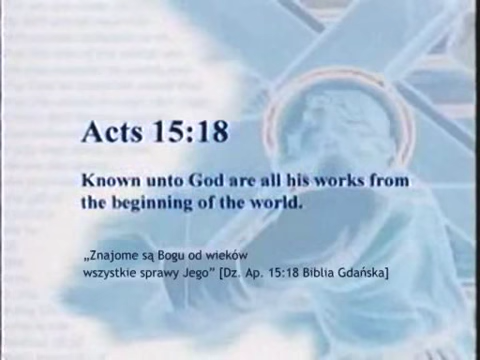 Acts 15:18
Known unto God are all his works from
the beginning of the world.
„Znajome są Bogu od wieków
wszystkie sprawy Jego” [Dz. Ap. 15:18 Biblia Gdańska]